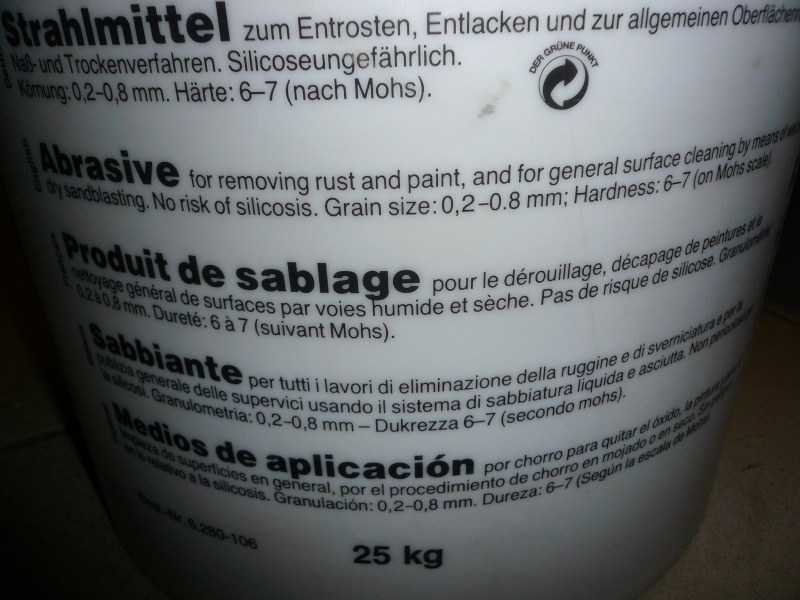 Strahlmittel zum Entrosten, Entlacken und zur allgemeinen
Naß- und Trockenverfahren. Silicoseungefährlich.
Körnung: 0,2–0,8 mm. Härte: 6–7 (nach Mohs).
DER GRÜNE PUNKT
English
Abrasive for removing rust and paint, and for general surface cleaning by means of wet
dry sandblasting. No risk of silicosis. Grain size: 0,2–0.8 mm; Hardness: 6–7 (on Mohs scale).
Produit de sablage pour le dérouillage, décapage de peintures et le
nettoyage général de surfaces par voies humide et sèche. Pas de risque de silicose. Granulométrie:
0,2 à 0,8 mm. Dureté: 6 à 7 (suivant Mohs).
Sabbiante per tutti i lavori di eliminazione della ruggine e di sverniciatura e per la
publizia generale delle supervici usando il sistema di sabbiatura liquida e asciutta. Non pericoloso
la silicosi. Granulometria: 0,2–0,8 mm – Dukrezza 6–7 (secondo mohs).
Medios de aplicación por chorro para quitar el óxido, la pintura
limpieza de superficies en general, por el procedimiento de chorro en mojado o en seco. Sin
en lo relativo a la silicosis. Granulación: 0,2–0,8 mm. Dureza: 6–7 (Según la escala de Mohs).
Best.-Nr. 6.280-106
25 kg